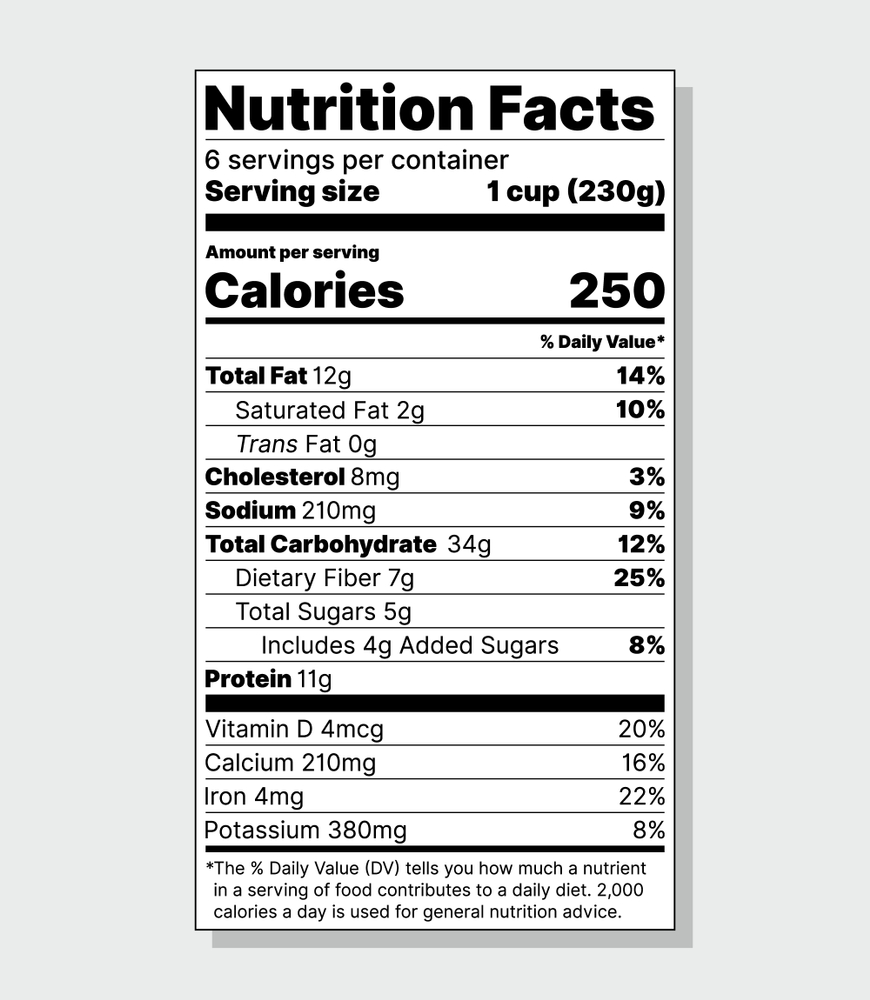 Nutrition Facts
6 servings per container
Serving size 1 cup (230g)
Amount per serving
Calories 250
% Daily Value*
Total Fat 12g 14%
Saturated Fat 2g 10%
Trans Fat 0g
Cholesterol 8mg 3%
Sodium 210mg 9%
Total Carbohydrate 34g 12%
Dietary Fiber 7g 25%
Total Sugars 5g
Includes 4g Added Sugars 8%
Protein 11g
Vitamin D 4mcg 20%
Calcium 210mg 16%
Iron 4mg 22%
Potassium 380mg 8%
*The % Daily Value (DV) tells you how much a nutrient
in a serving of food contributes to a daily diet. 2,000
calories a day is used for general nutrition advice.